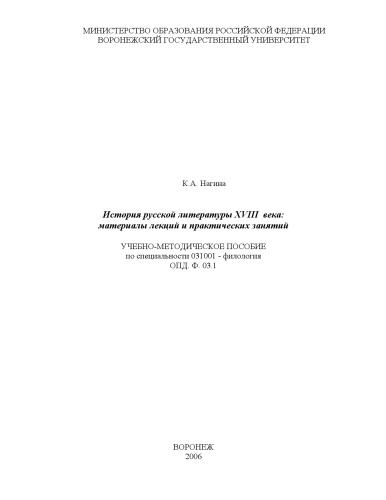 МИНИСТЕРСТВО ОБРАЗОВАНИЯ РОССИЙСКОЙ ФЕДЕРАЦИИ
ВОРОНЕЖСКИЙ ГОСУДАРСТВЕННЫЙ УНИВЕРСИТЕТ
К.А. Нагина
История русской литературы XVIII века:
материалы лекций и практических занятий
УЧЕБНО-МЕТОДИЧЕСКОЕ ПОСОБИЕ
по специальности 031001 - филология
ОПД. Ф. 03.1
ВОРОНЕЖ
2006